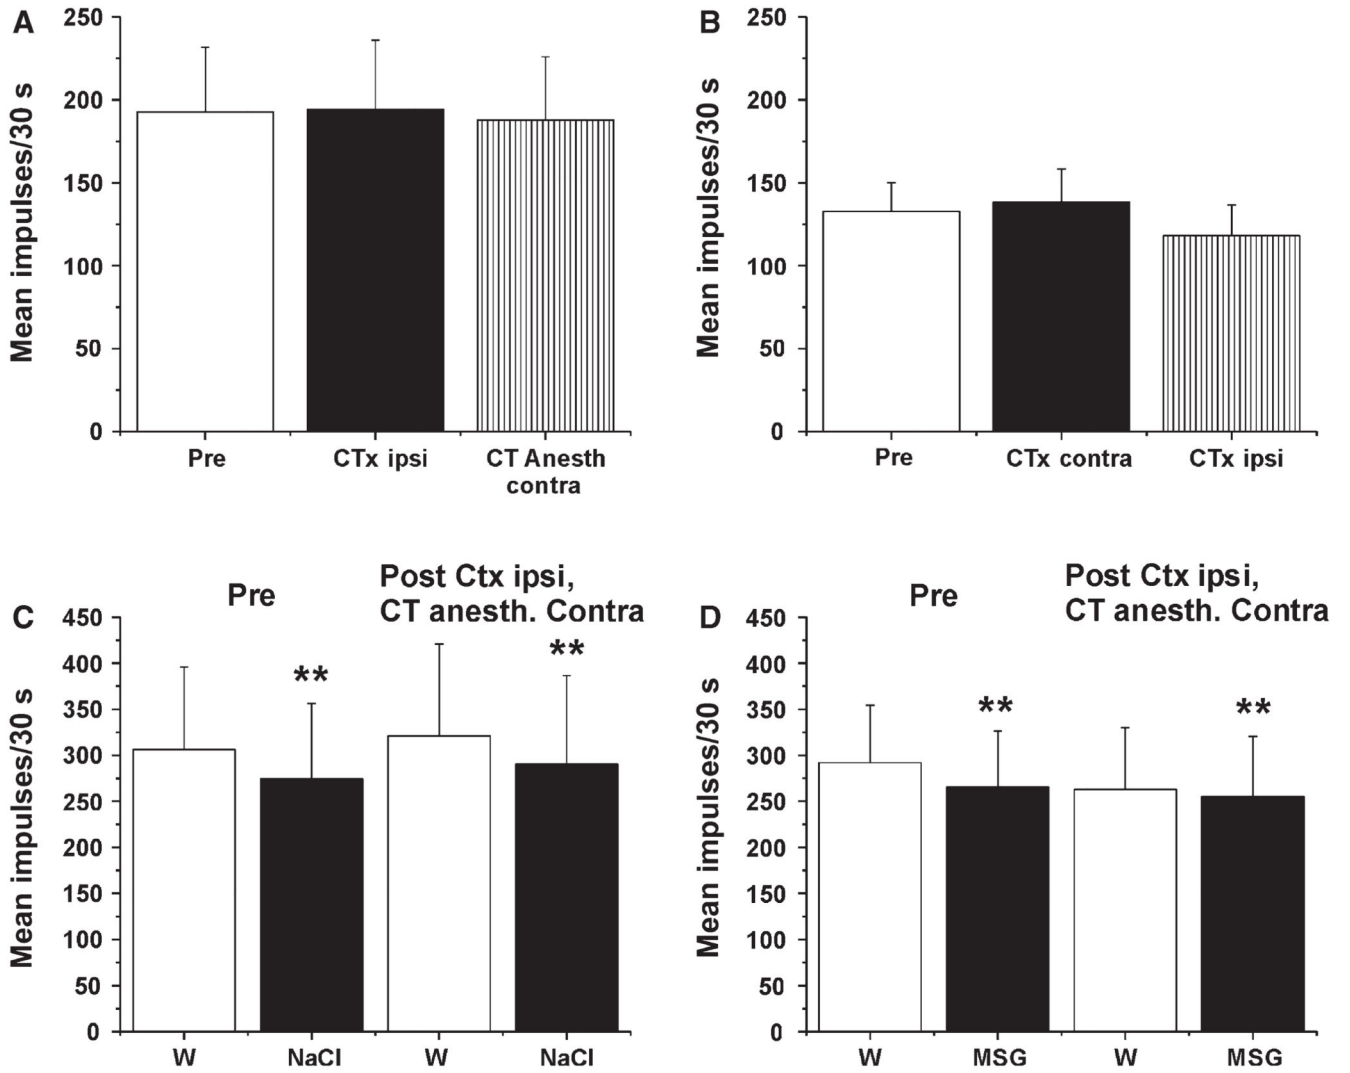 A
Mean impulses/30 s
250
200
150
100
50
0
Pre
CTx ipsi
CT Anesth
contra
B
Mean impulses/30 s
250
200
150
100
50
0
Pre
CTx contra
CTx ipsi
C
Pre
Post Ctx ipsi,
CT anesth. Contra
Mean impulses/30 s
450
400
350
300
250
200
150
100
50
0
**
**
W
NaCl
W
NaCl
D
Pre
Post Ctx ipsi,
CT anesth. Contra
Mean impulses/30 s
450
400
350
300
250
200
150
100
50
0
**
**
W
MSG
W
MSG